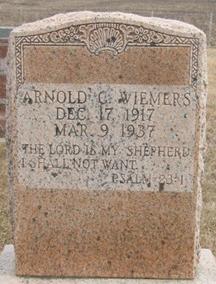 ARNOLD C. WIEMERS
DEC. 17, 1917
MAR. 9, 1937
THE LORD IS MY SHEPHERD
I SHALL NOT WANT.
PSALM-23-1